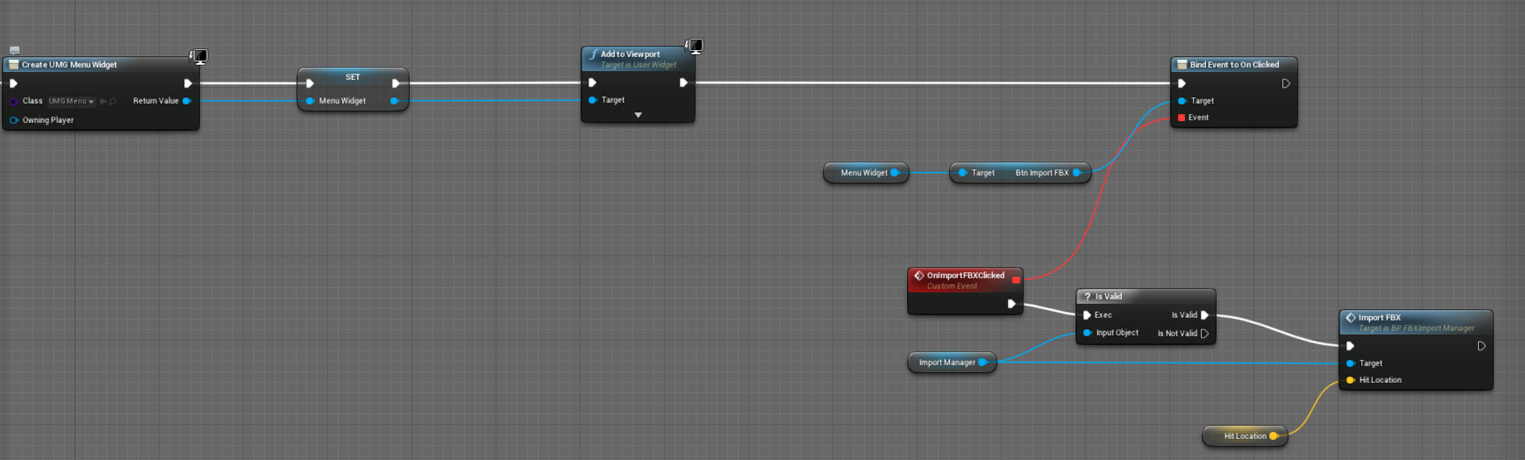 Create UMG Menu Widget
Class UMGMenu Return Value
Owning Player
SET
Menu Widget
f Add to Viewport
Target is User Widget
Target
Bind Event to On Clicked
Target
Event
Menu Widget
Target Btn Import FBX
OnImportFBXClicked
Custom Event
? Is Valid
Exec Is Valid
Input Object Is Not Valid
Import Manager
Import FBX
Target is BP FBXImport Manager
Target
Hit Location
Hit Location